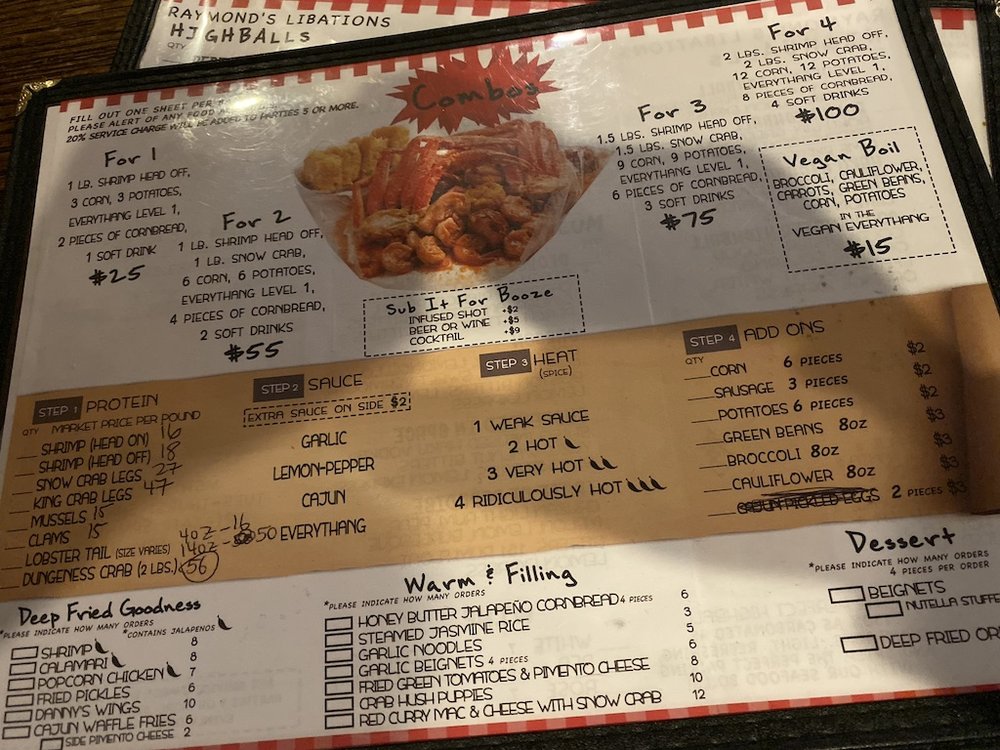 RAYMOND'S LIBATIONS
HIGHBALLS
QTY
FILL OUT ONE SHEET PER
PLEASE ALERT OF ANY FOOD
20% SERVICE CHARGE WILL BE ADDED TO PARTIES 5 OR MORE.
Combos
For 1
1 LB. SHRIMP HEAD OFF,
3 CORN, 3 POTATOES,
EVERYTHANG LEVEL 1,
2 PIECES OF CORNBREAD,
1 SOFT DRINK
$25
For 2
1 LB. SHRIMP HEAD OFF,
1 LB. SNOW CRAB,
6 CORN, 6 POTATOES,
EVERYTHANG LEVEL 1,
4 PIECES OF CORNBREAD,
2 SOFT DRINKS
$55
For 3
1.5 LBS. SHRIMP HEAD OFF,
1.5 LBS. SNOW CRAB,
9 CORN, 9 POTATOES,
EVERYTHANG LEVEL 1,
6 PIECES OF CORNBREAD,
3 SOFT DRINKS
$75
For 4
2 LBS. SHRIMP HEAD OFF,
2 LBS. SNOW CRAB,
12 CORN, 12 POTATOES,
EVERYTHANG LEVEL 1,
8 PIECES OF CORNBREAD,
4 SOFT DRINKS
$100
Vegan Boil
BROCCOLI, CAULIFLOWER,
CARROTS, GREEN BEANS,
CORN, POTATOES
IN THE
VEGAN EVERYTHANG
$15
Sub It For Booze
INFUSED SHOT +$2
BEER OR WINE +$5
COCKTAIL +$9
STEP 1 PROTEIN
QTY MARKET PRICE PER POUND
SHRIMP (HEAD ON) 16
SHRIMP (HEAD OFF) 18
SNOW CRAB LEGS 27
KING CRAB LEGS 47
MUSSELS 15
CLAMS 15
LOBSTER TAIL (SIZE VARIES) 4oz - 16
14oz - 50
DUNGENESS CRAB (2 LBS.) 56
STEP 2 SAUCE
EXTRA SAUCE ON SIDE $2
GARLIC
LEMON-PEPPER
CAJUN
EVERYTHANG
STEP 3 HEAT
(SPICE)
1 WEAK SAUCE
2 HOT
3 VERY HOT
4 RIDICULOUSLY HOT
STEP 4 ADD ONS
QTY
CORN 6 PIECES $2
SAUSAGE 3 PIECES $2
POTATOES 6 PIECES $2
GREEN BEANS 8oz $3
BROCCOLI 8oz $3
CAULIFLOWER 8oz $3
CAJUN PICKLED EGGS 2 PIECES $3
Deep Fried Goodness
*PLEASE INDICATE HOW MANY ORDERS
*CONTAINS JALAPENOS
SHRIMP 8
CALAMARI 8
POPCORN CHICKEN 7
FRIED PICKLES 6
DANNY'S WINGS 10
CAJUN WAFFLE FRIES 6
SIDE PIMENTO CHEESE 2
Warm & Filling
*PLEASE INDICATE HOW MANY ORDERS
HONEY BUTTER JALAPEÑO CORNBREAD 4 PIECES 6
STEAMED JASMINE RICE 3
GARLIC NOODLES 5
GARLIC BEIGNETS 4 PIECES 6
FRIED GREEN TOMATOES & PIMENTO CHEESE 8
CRAB HUSH PUPPIES 10
RED CURRY MAC & CHEESE WITH SNOW CRAB 12
Dessert
*PLEASE INDICATE HOW MANY ORDERS
4 PIECES PER ORDER
BEIGNETS
NUTELLA STUFFE
DEEP FRIED OR